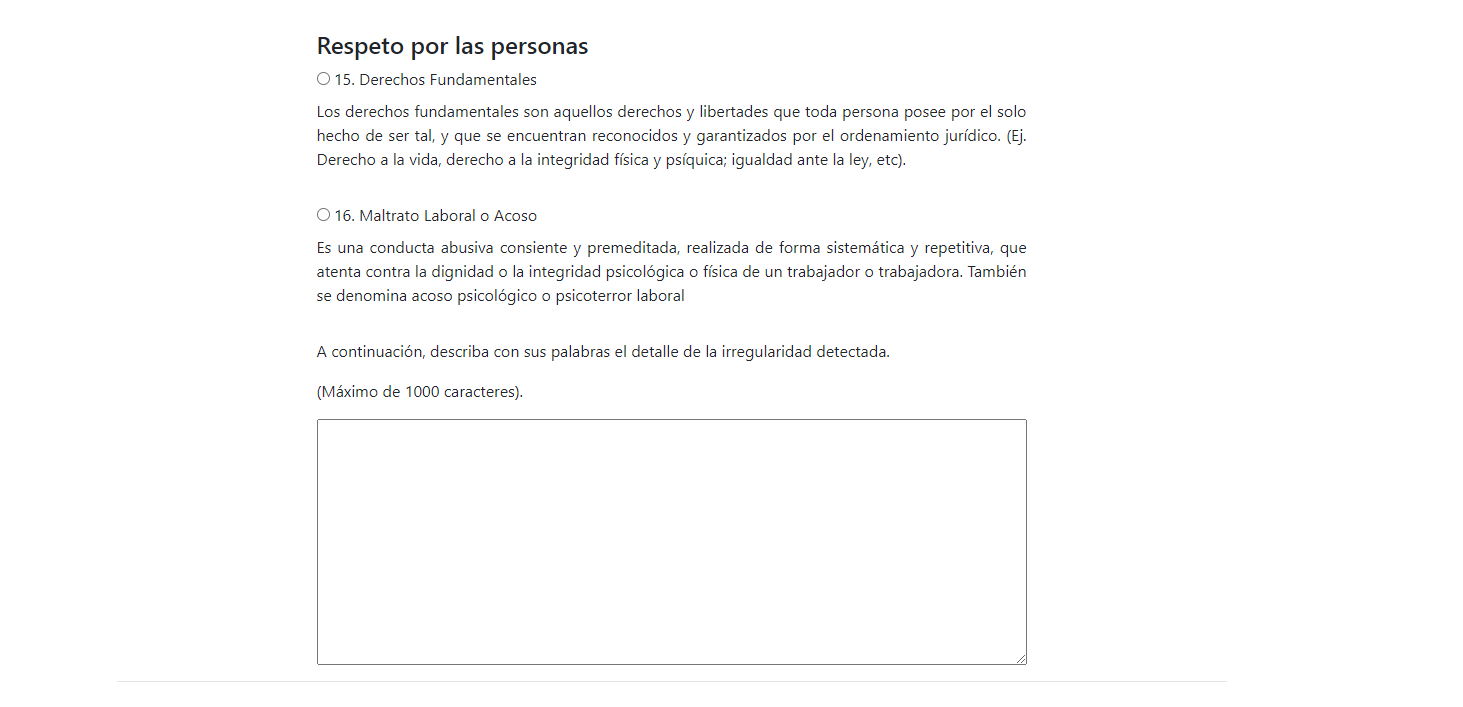 Respeto por las personas
15. Derechos Fundamentales
Los derechos fundamentales son aquellos derechos y libertades que toda persona posee por el solo
hecho de ser tal, y que se encuentran reconocidos y garantizados por el ordenamiento jurídico. (Ej.
Derecho a la vida, derecho a la integridad física y psíquica; igualdad ante la ley, etc).
16. Maltrato Laboral o Acoso
Es una conducta abusiva consiente y premeditada, realizada de forma sistemática y repetitiva, que
atenta contra la dignidad o la integridad psicológica o física de un trabajador o trabajadora. También
se denomina acoso psicológico o psicoterror laboral
A continuación, describa con sus palabras el detalle de la irregularidad detectada.
(Máximo de 1000 caracteres).